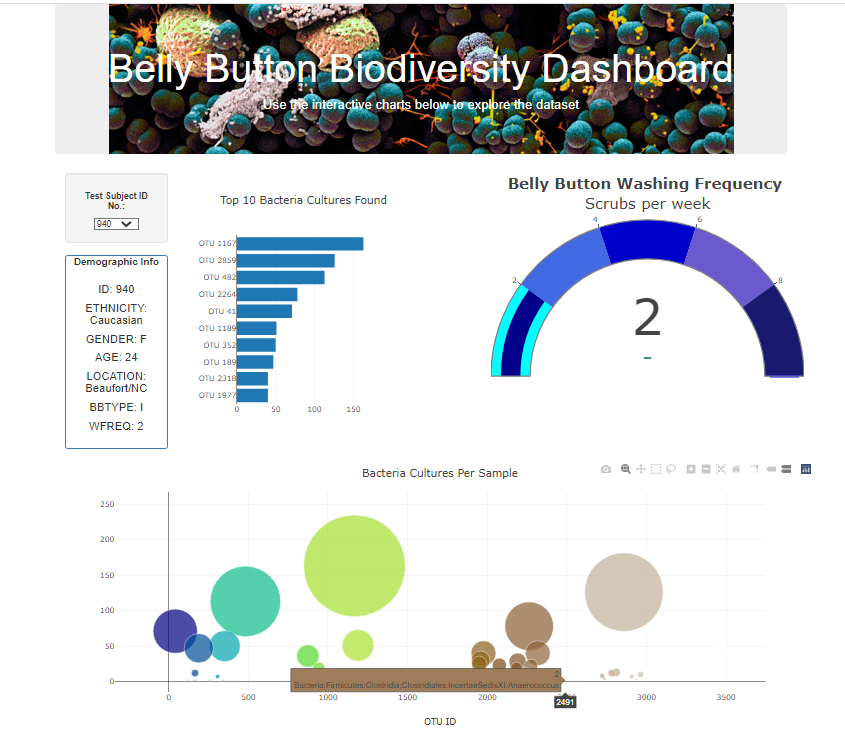 Belly Button Biodiversity Dashboard
Use the interactive charts below to explore the dataset
Test Subject ID
No.:
940
Demographic Info
ID: 940
ETHNICITY:
Caucasian
GENDER: F
AGE: 24
LOCATION:
Beaufort/NC
BBTYPE: I
WFREQ: 2
Top 10 Bacteria Cultures Found
OTU 1167
OTU 2859
OTU 482
OTU 2264
OTU 41
OTU 1189
OTU 352
OTU 189
OTU 2318
OTU 1977
0 50 100 150
Belly Button Washing Frequency
Scrubs per week
4 6
2 8
2
-
Bacteria Cultures Per Sample
250
200
150
100
50
0
2
Bacteria;Firmicutes;Clostridia;Clostridiales;IncertaeSedisXI;Anaerococcus
0 500 1000 1500 2000 3000 3500
2491
OTU ID